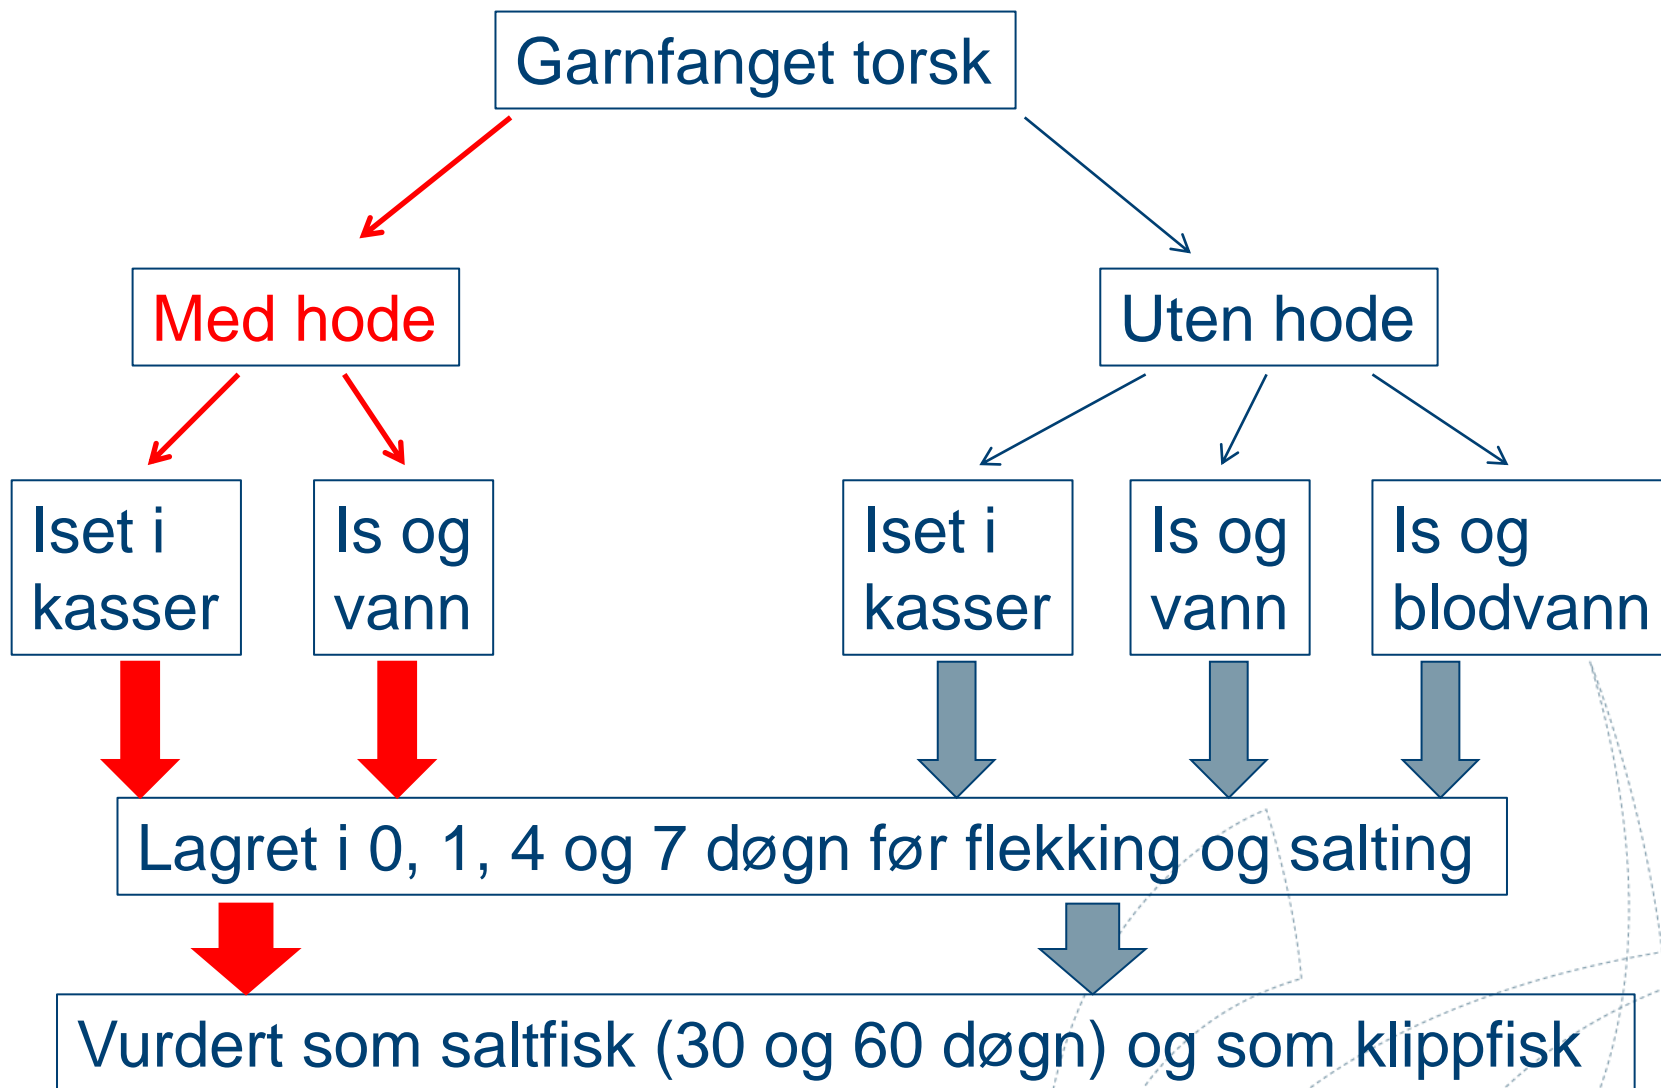 Garnfanget torsk
Med hode
Uten hode
Iset i
kasser
Is og
vann
Iset i
kasser
Is og
vann
Is og
blodvann
Lagret i 0, 1, 4 og 7 døgn før flekking og salting
Vurdert som saltfisk (30 og 60 døgn) og som klippfisk